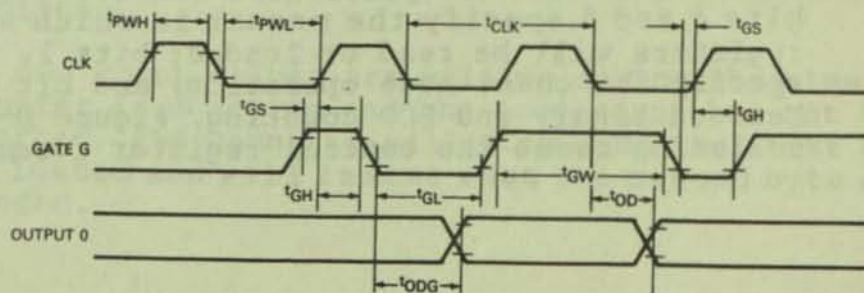 tPWH tPWL tCLK tGS
CLK
tGS
tGH
GATE G
tGH tGL tGW tOD
OUTPUT 0
tODG